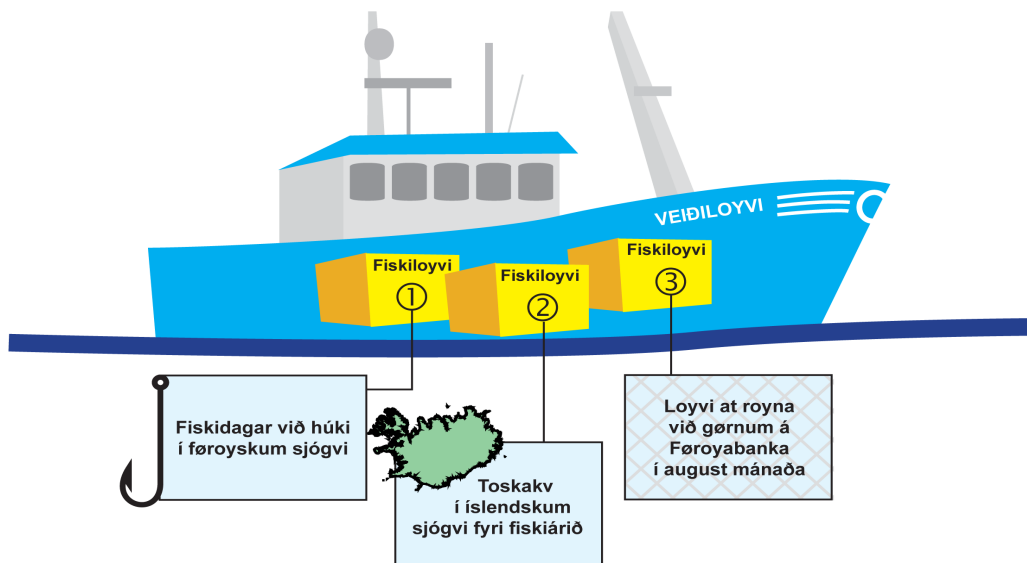 VEIÐILOYVI
Fiskiloyvi
1
Fiskiloyvi
2
Fiskiloyvi
3
Fiskidagar við húki
í føroyskum sjógvi
Toskakv
í íslendskum
sjógvi fyri fiskiárið
Loyvi at royna
við gørnum á
Føroyabanka
í august mánaða